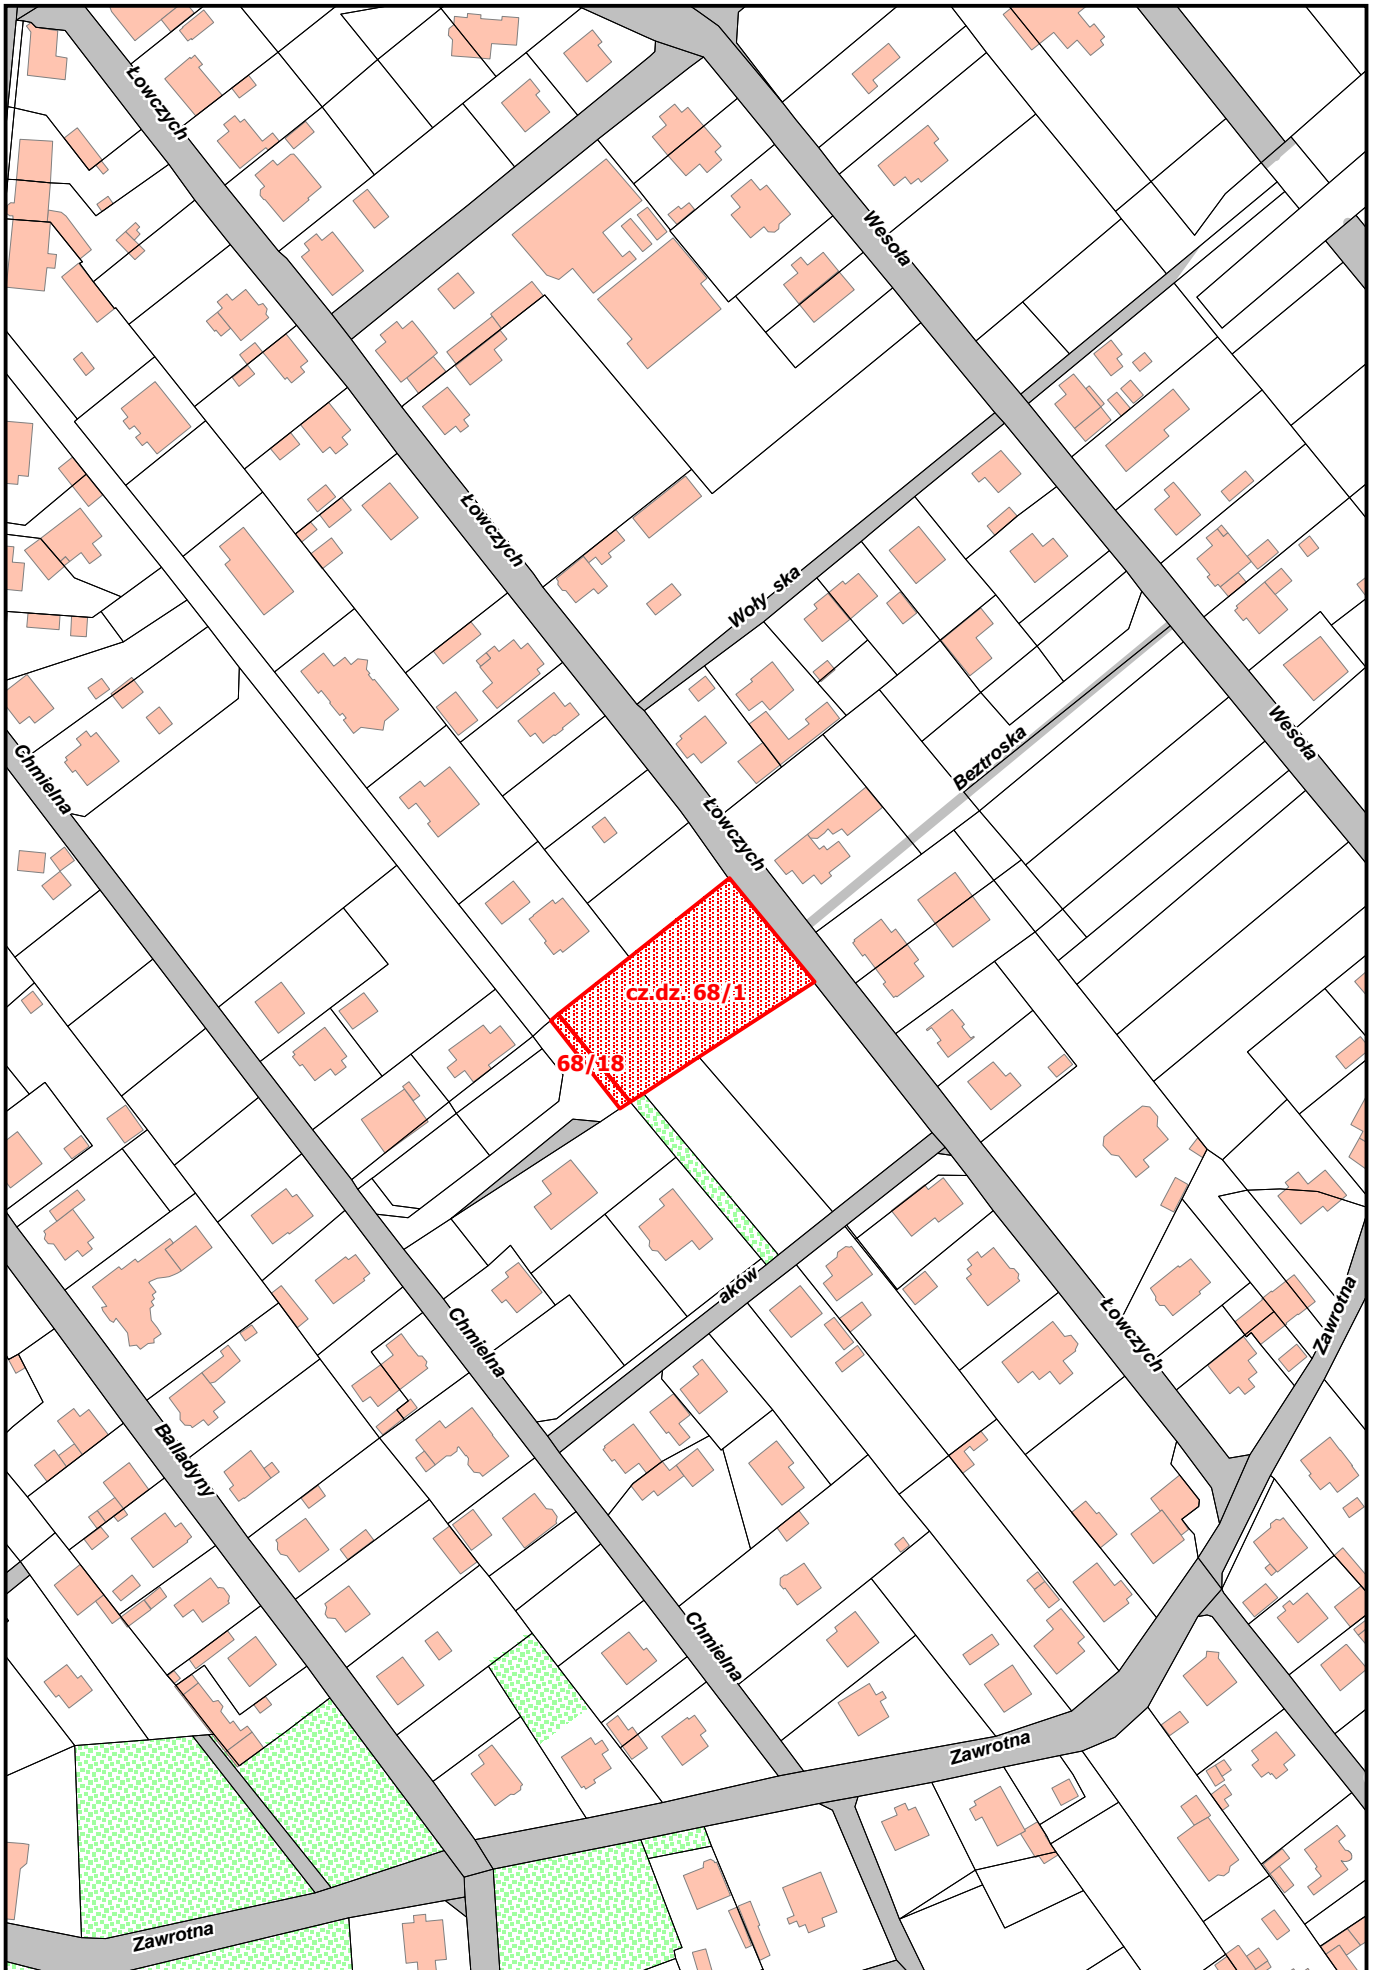 Łowczych
Wesoła
Łowczych
Woły ska
Wesoła
Beztroska
Chmielna
Łowczych
cz.dz. 68/1
68/18
aków
Zawrotna
Chmielna
Łowczych
Balladyny
Chmielna
Zawrotna
Zawrotna